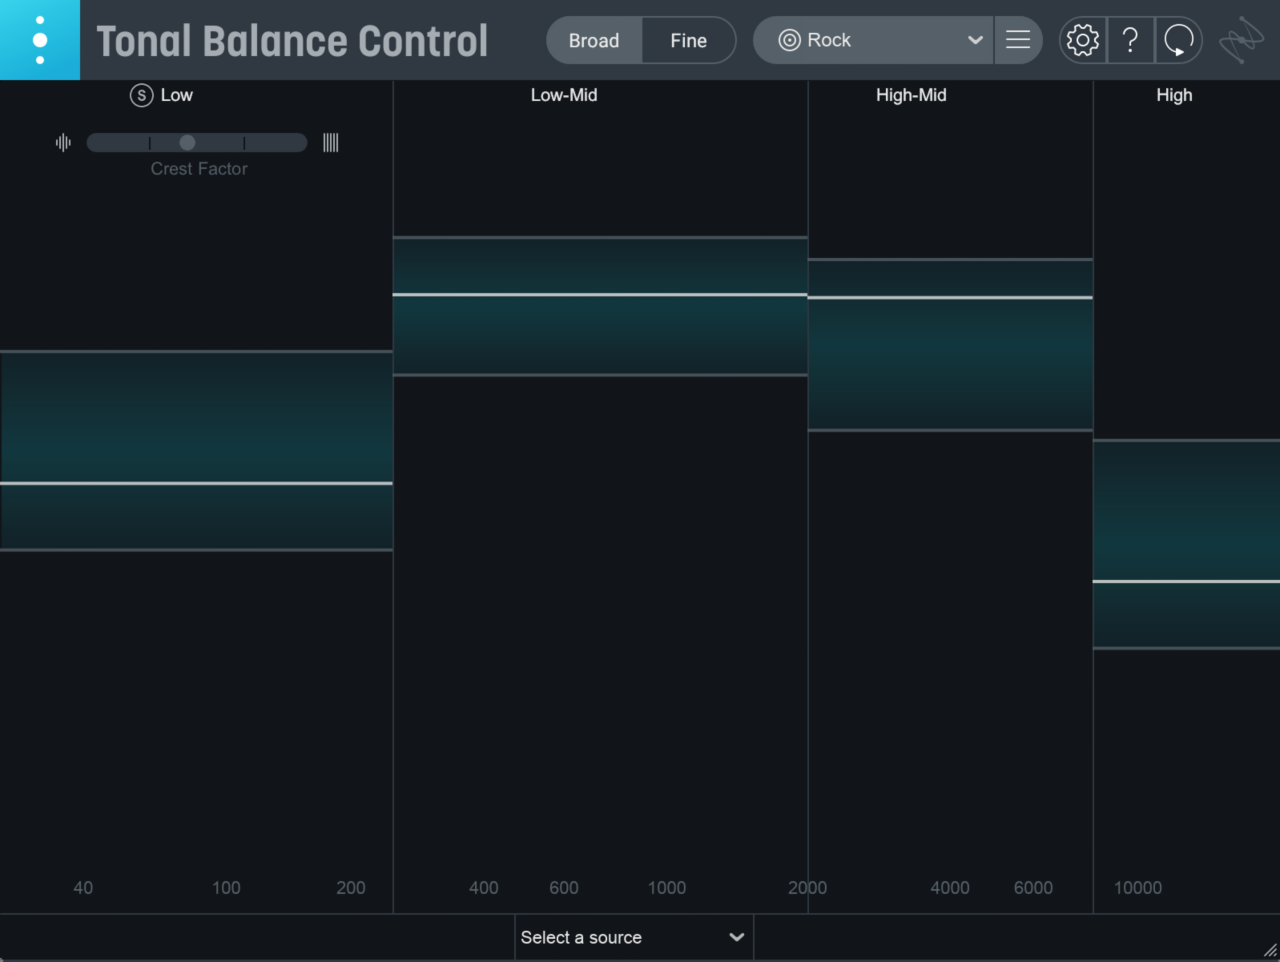 Tonal Balance Control
Broad Fine Rock ?
S Low Low-Mid High-Mid High
Crest Factor
40 100 200 400 600 1000 2000 4000 6000 10000
Select a source